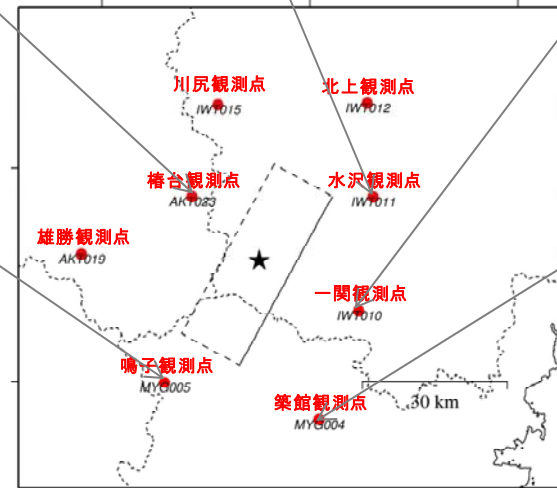 川尻観測点
IWT015
北上観測点
IWT012
椿台観測点
AKT023
水沢観測点
IWT011
雄勝観測点
AKT019
一関観測点
IWT010
鳴子観測点
MYG005
30 km
築館観測点
MYG004